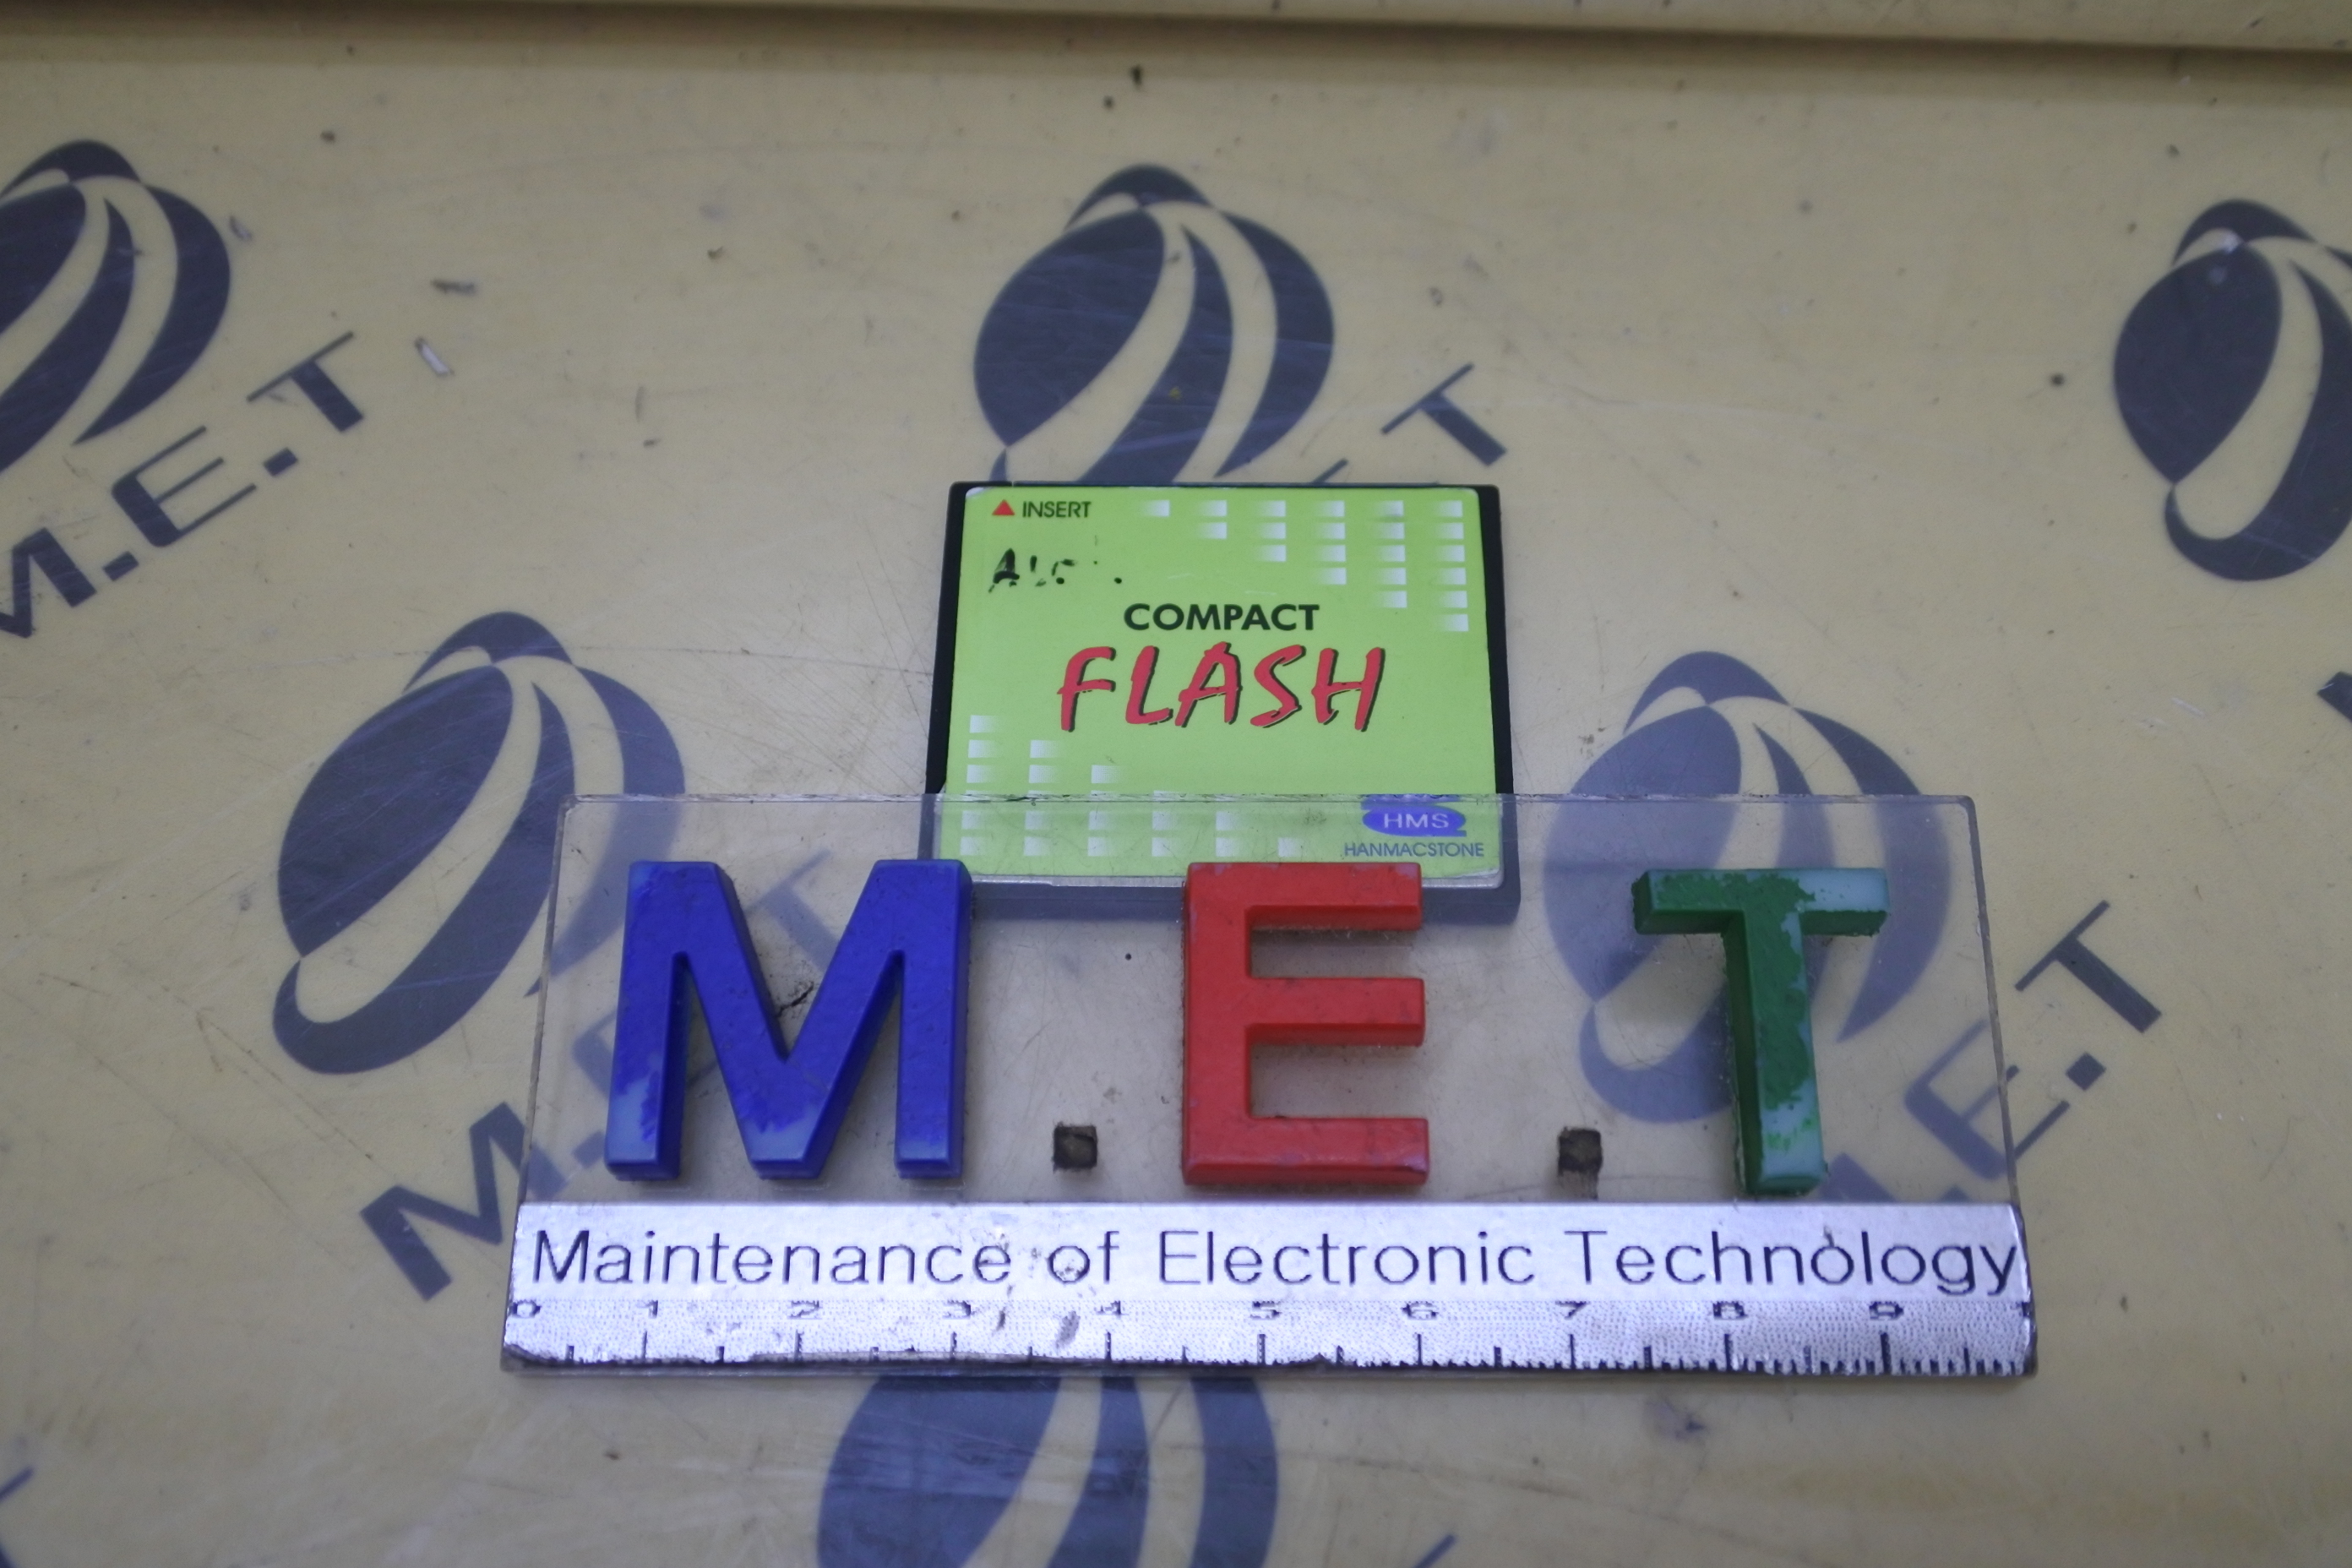 M.E.T
M.E.T
T
INSERT
COMPACT
FLASH
HMS
HANMACSTONE
M.E.T
M.E.T
M.E.T
Maintenance of Electronic Technology
0 1 2 3 4 5 6 7 8 9